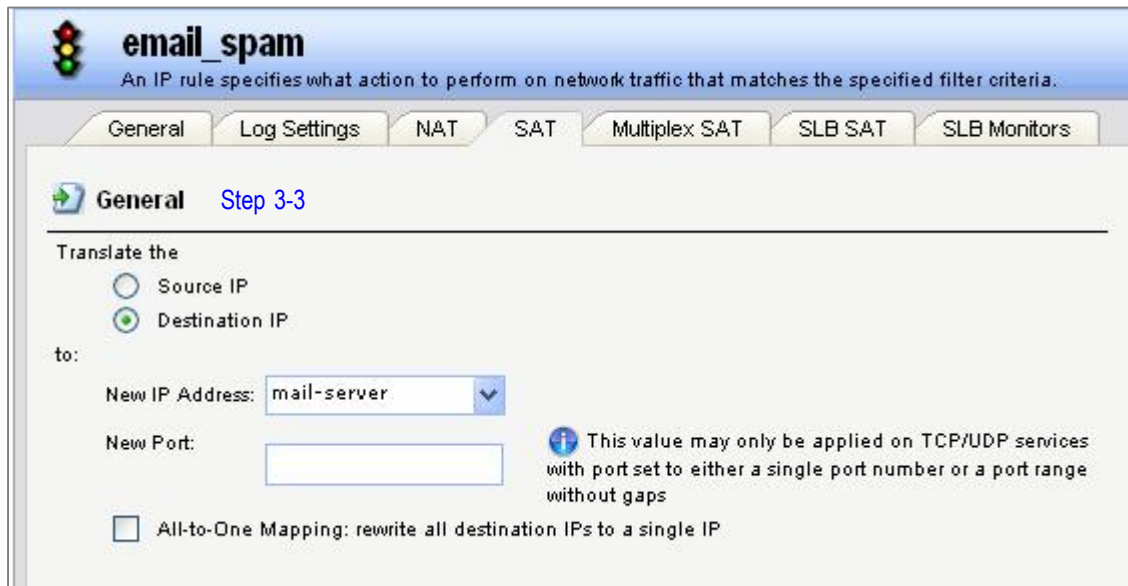 email_spam
An IP rule specifies what action to perform on network traffic that matches the specified filter criteria.
General Log Settings NAT SAT Multiplex SAT SLB SAT SLB Monitors
General Step 3-3
Translate the
Source IP
Destination IP
to:
New IP Address: mail-server
New Port:
This value may only be applied on TCP/UDP services
with port set to either a single port number or a port range
without gaps
All-to-One Mapping: rewrite all destination IPs to a single IP